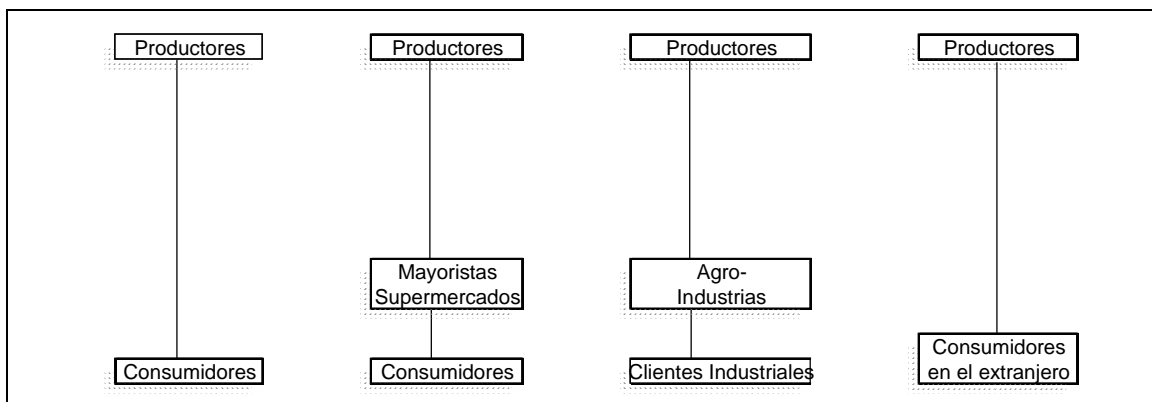 Productores
Productores
Productores
Productores
Mayoristas
Supermercados
Agro-
Industrias
Consumidores
Consumidores
Clientes Industriales
Consumidores
en el extranjero